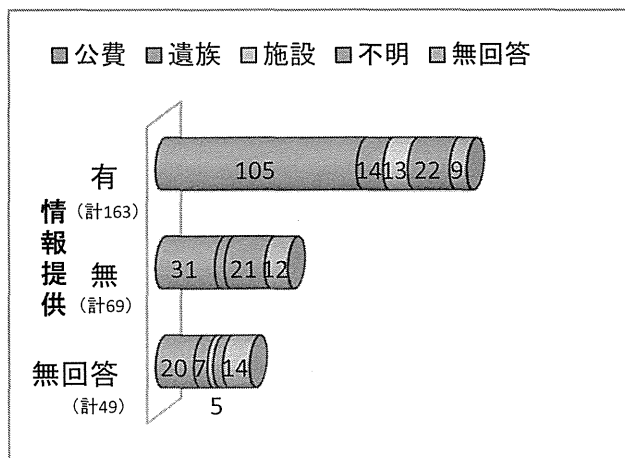 ■公費 ■遺族 □施設 ■不明 □無回答
有
(計163)
105 14 13 22 9
情報提供
無
(計69)
31 21 12
無回答
(計49)
20 7 14
5